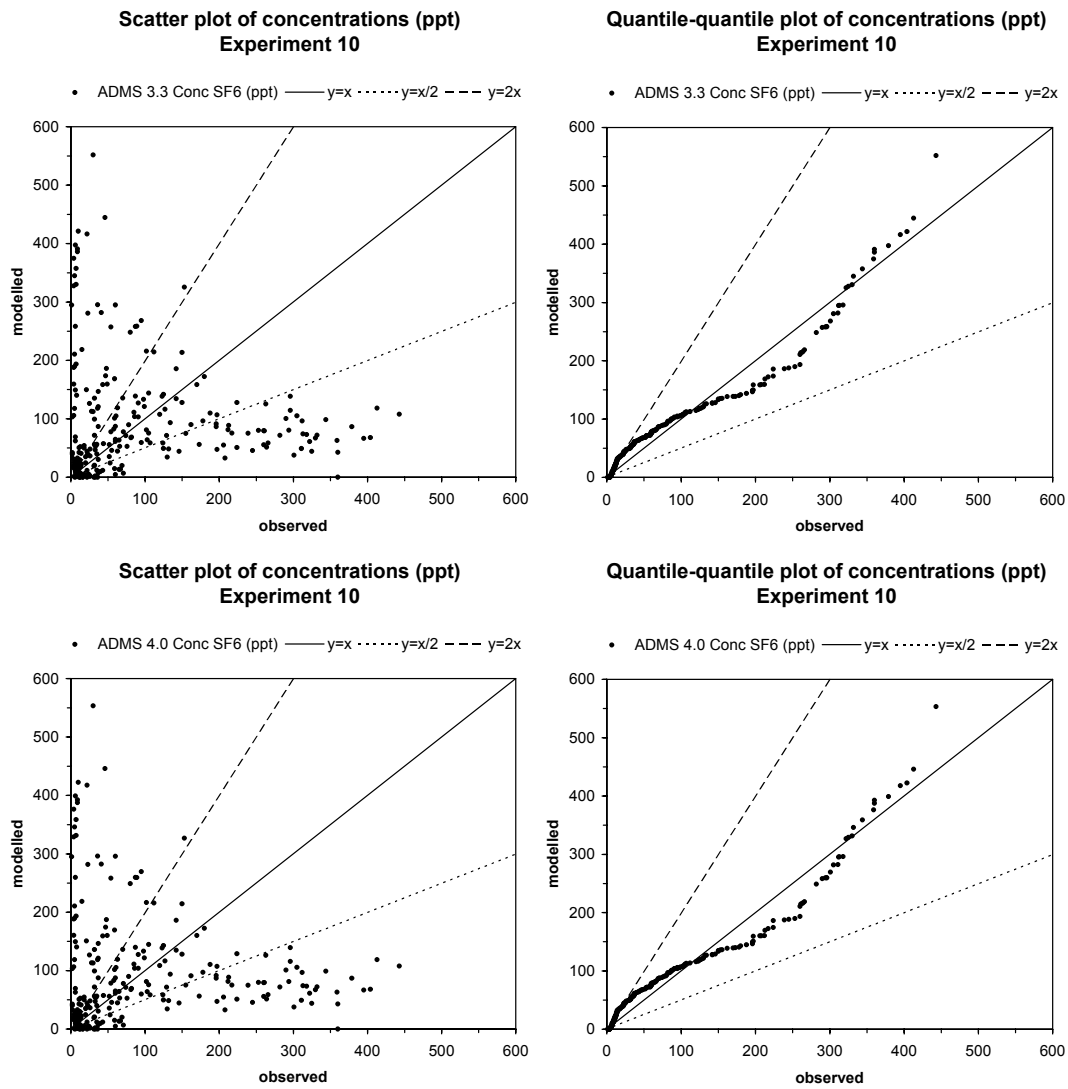 Scatter plot of concentrations (ppt)
Experiment 10
ADMS 3.3 Conc SF6 (ppt) y=x y=x/2 y=2x
600
500
400
300
200
100
0
modelled
0 100 200 300 400 500 600
observed
Quantile-quantile plot of concentrations (ppt)
Experiment 10
ADMS 3.3 Conc SF6 (ppt) y=x y=x/2 y=2x
600
500
400
300
200
100
0
modelled
0 100 200 300 400 500 600
observed
Scatter plot of concentrations (ppt)
Experiment 10
ADMS 4.0 Conc SF6 (ppt) y=x y=x/2 y=2x
600
500
400
300
200
100
0
modelled
0 100 200 300 400 500 600
observed
Quantile-quantile plot of concentrations (ppt)
Experiment 10
ADMS 4.0 Conc SF6 (ppt) y=x y=x/2 y=2x
600
500
400
300
200
100
0
modelled
0 100 200 300 400 500 600
observed